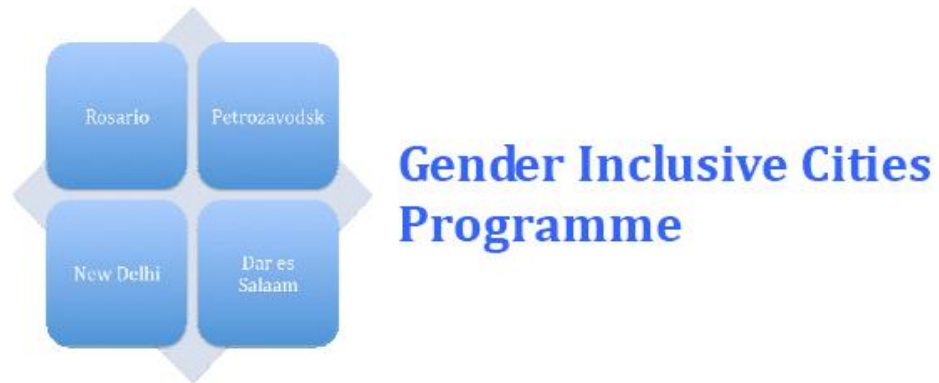 Rosario
Petrozavodsk
New Delhi
Dar es
Salaam
Gender Inclusive Cities
Programme